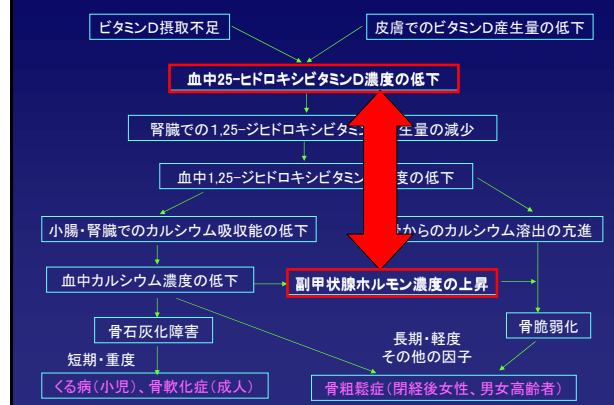 ビタミンD摂取不足
皮膚でのビタミンD産生量の低下
血中25-ヒドロキシビタミンD濃度の低下
腎臓での1,25-ジヒドロキシビタミン 生量の減少
血中1,25-ジヒドロキシビタミン 度の低下
小腸・腎臓でのカルシウム吸収能の低下
からのカルシウム溶出の亢進
血中カルシウム濃度の低下
副甲状腺ホルモン濃度の上昇
骨石灰化障害
骨脆弱化
長期・軽度
その他の因子
短期・重度
くる病(小児)、骨軟化症(成人)
骨粗鬆症(閉経後女性、男女高齢者)